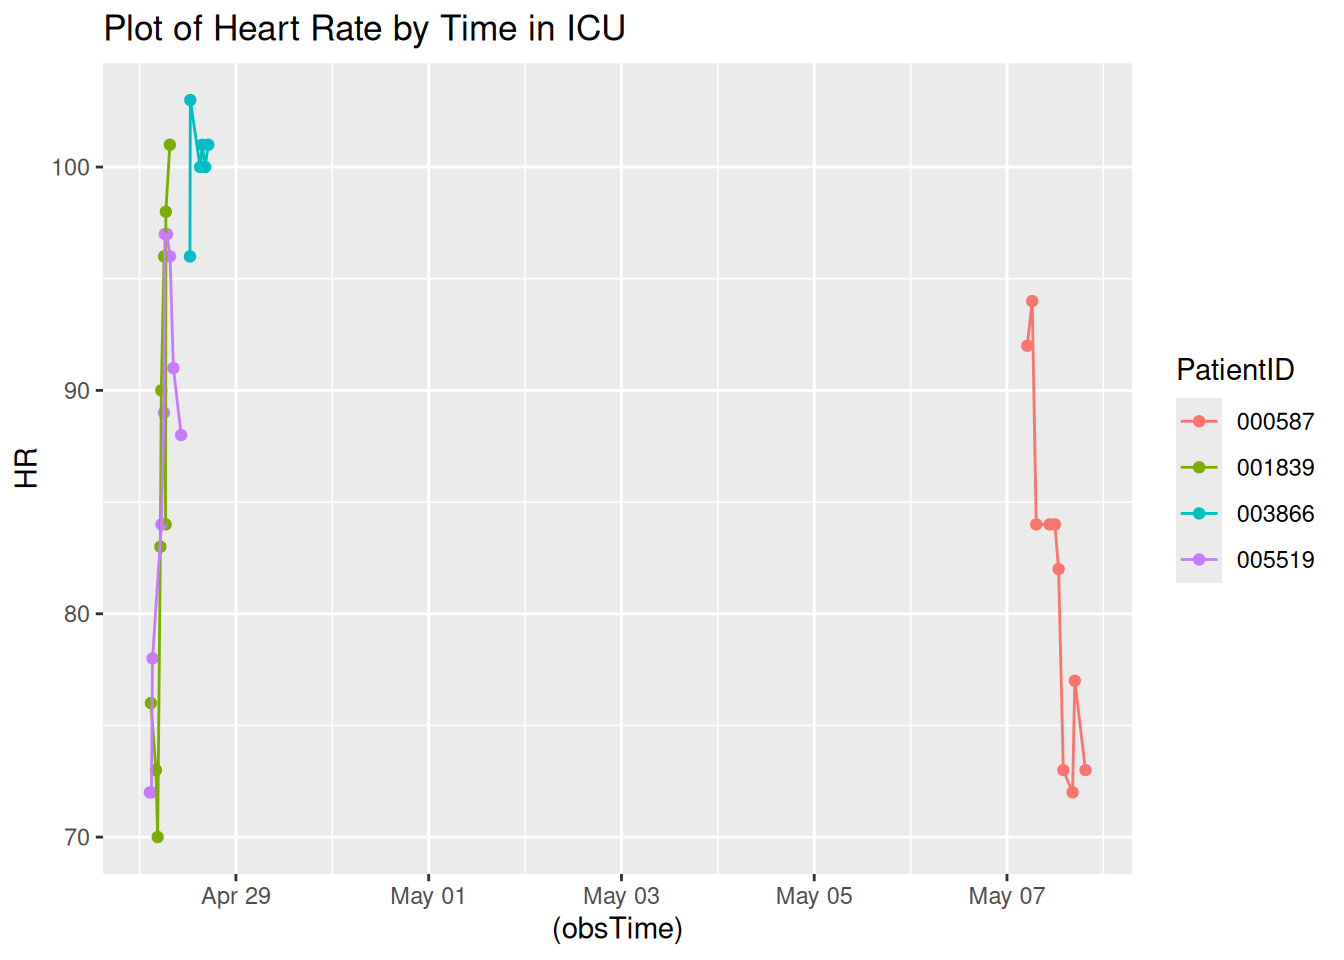 Plot of Heart Rate by Time in ICU
100
90
80
70
HR
Apr 29
May 01
May 03
May 05
May 07
(obsTime)
PatientID
000587
001839
003866
005519